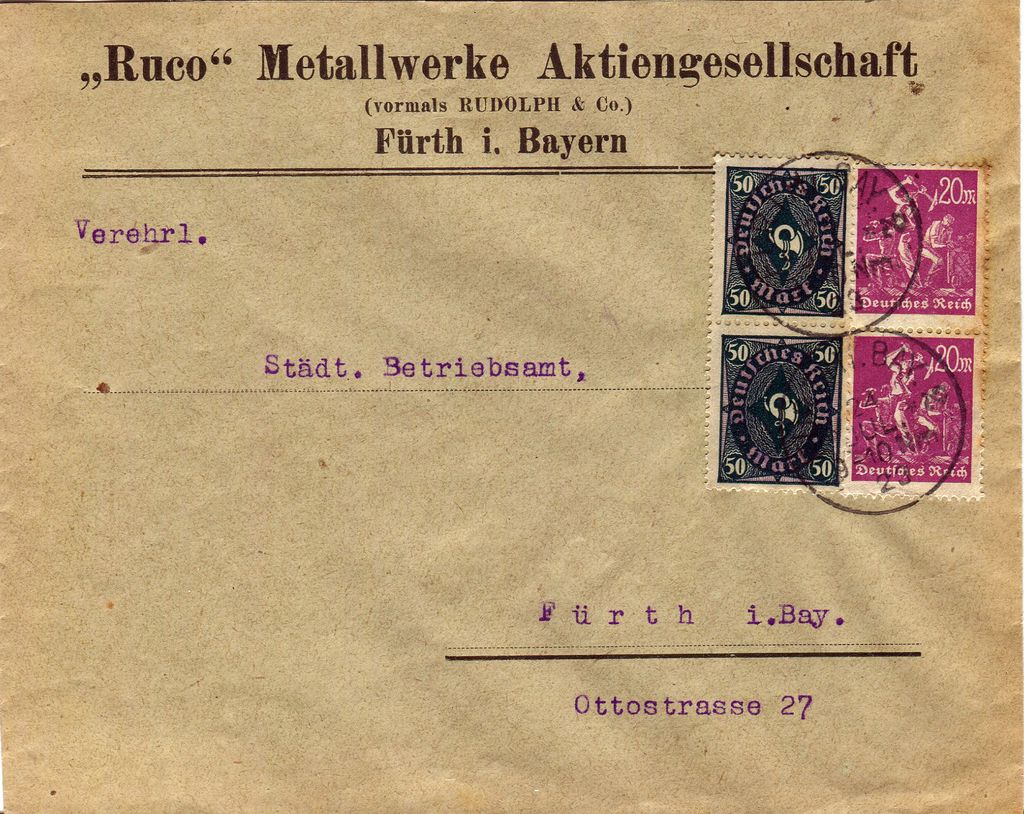 „Ruco“ Metallwerke Aktiengesellschaft
(vormals RUDOLPH & Co.)
Fürth i. Bayern
50 50
Deutsches Reich
Mark
50 50
20M
Deutsches Reich
Verehrl.
50 50
Deutsches Reich
Mark
50 50
20M
Deutsches Reich
BAY
Städt. Betriebsamt,
Fürth i.Bay.
Ottostrasse 27